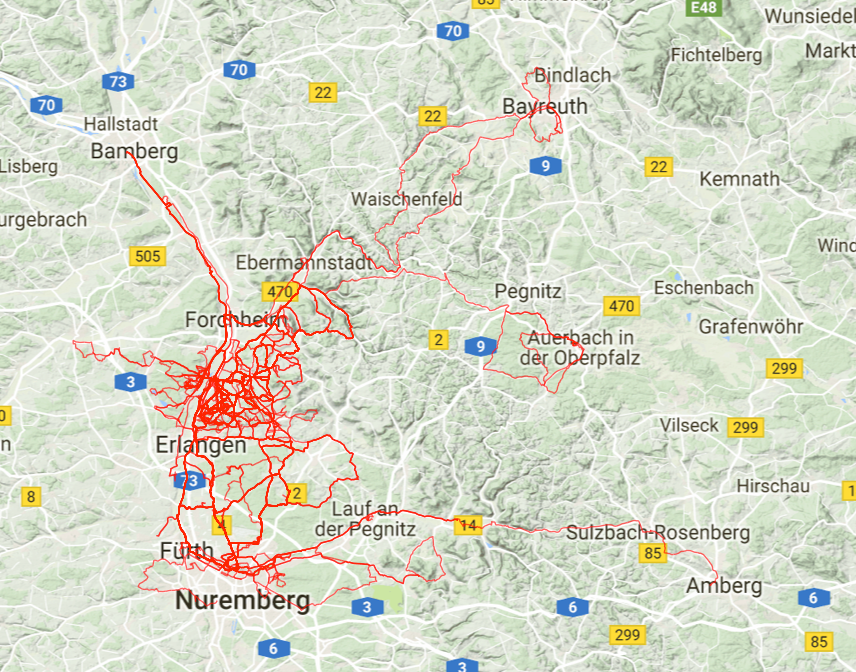 85
E48
Wunsiedel
70
Fichtelberg
Markt
73
70
Bindlach
70
22
Bayreuth
22
Hallstadt
Bamberg
Lisberg
9
22
Kemnath
Waischenfeld
urgebrach
505
Ebermannstadt
Wind
470
Pegnitz
Eschenbach
470
Forchheim
Grafenwöhr
2
9
Auerbach in
der Oberpfalz
3
299
0
Vilseck
299
n
Erlangen
73
8
2
Hirschau
1
Lauf an
der Pegnitz
4
14
Sulzbach-Rosenberg
Fürth
85
Amberg
Nuremberg
3
6
6
299
85
6
3